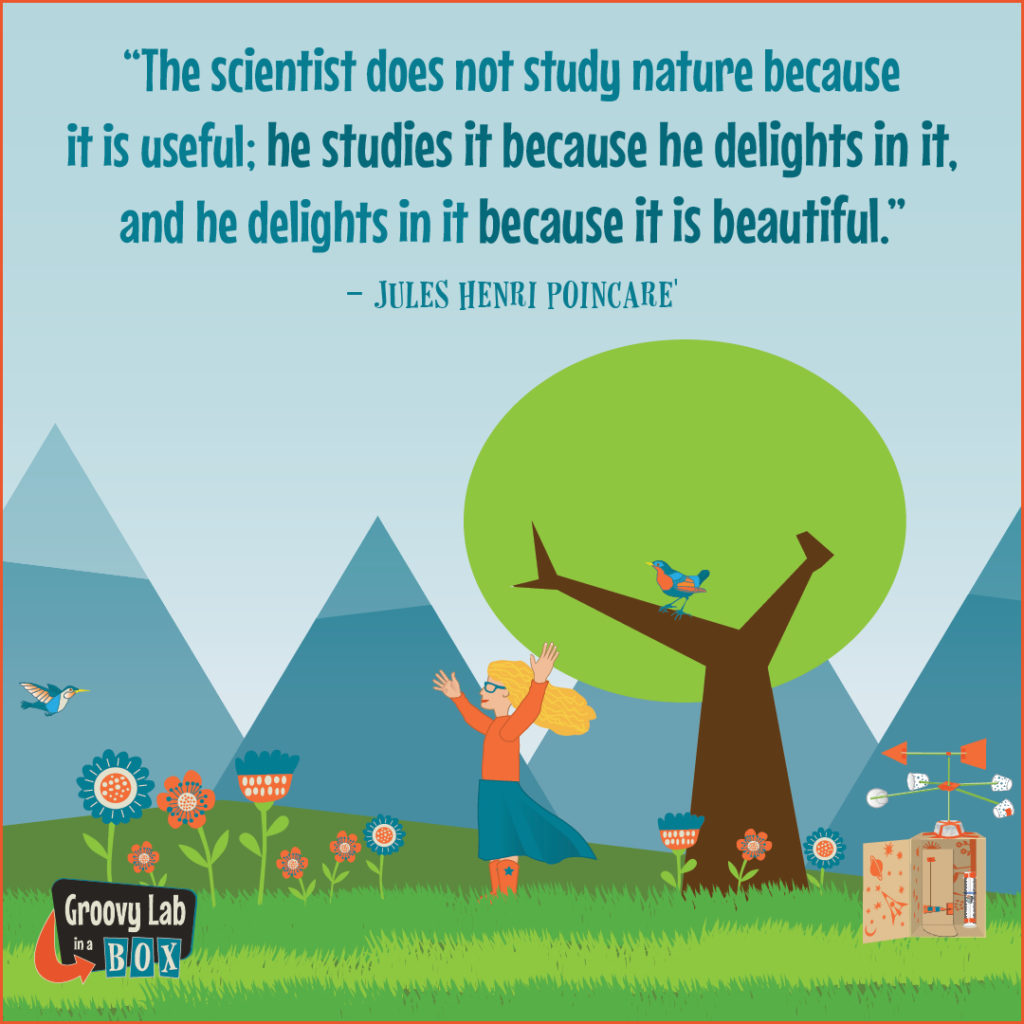 “The scientist does not study nature because
it is useful; he studies it because he delights in it,
and he delights in it because it is beautiful.”
– JULES HENRI POINCARE'
Groovy Lab
in a
BOX